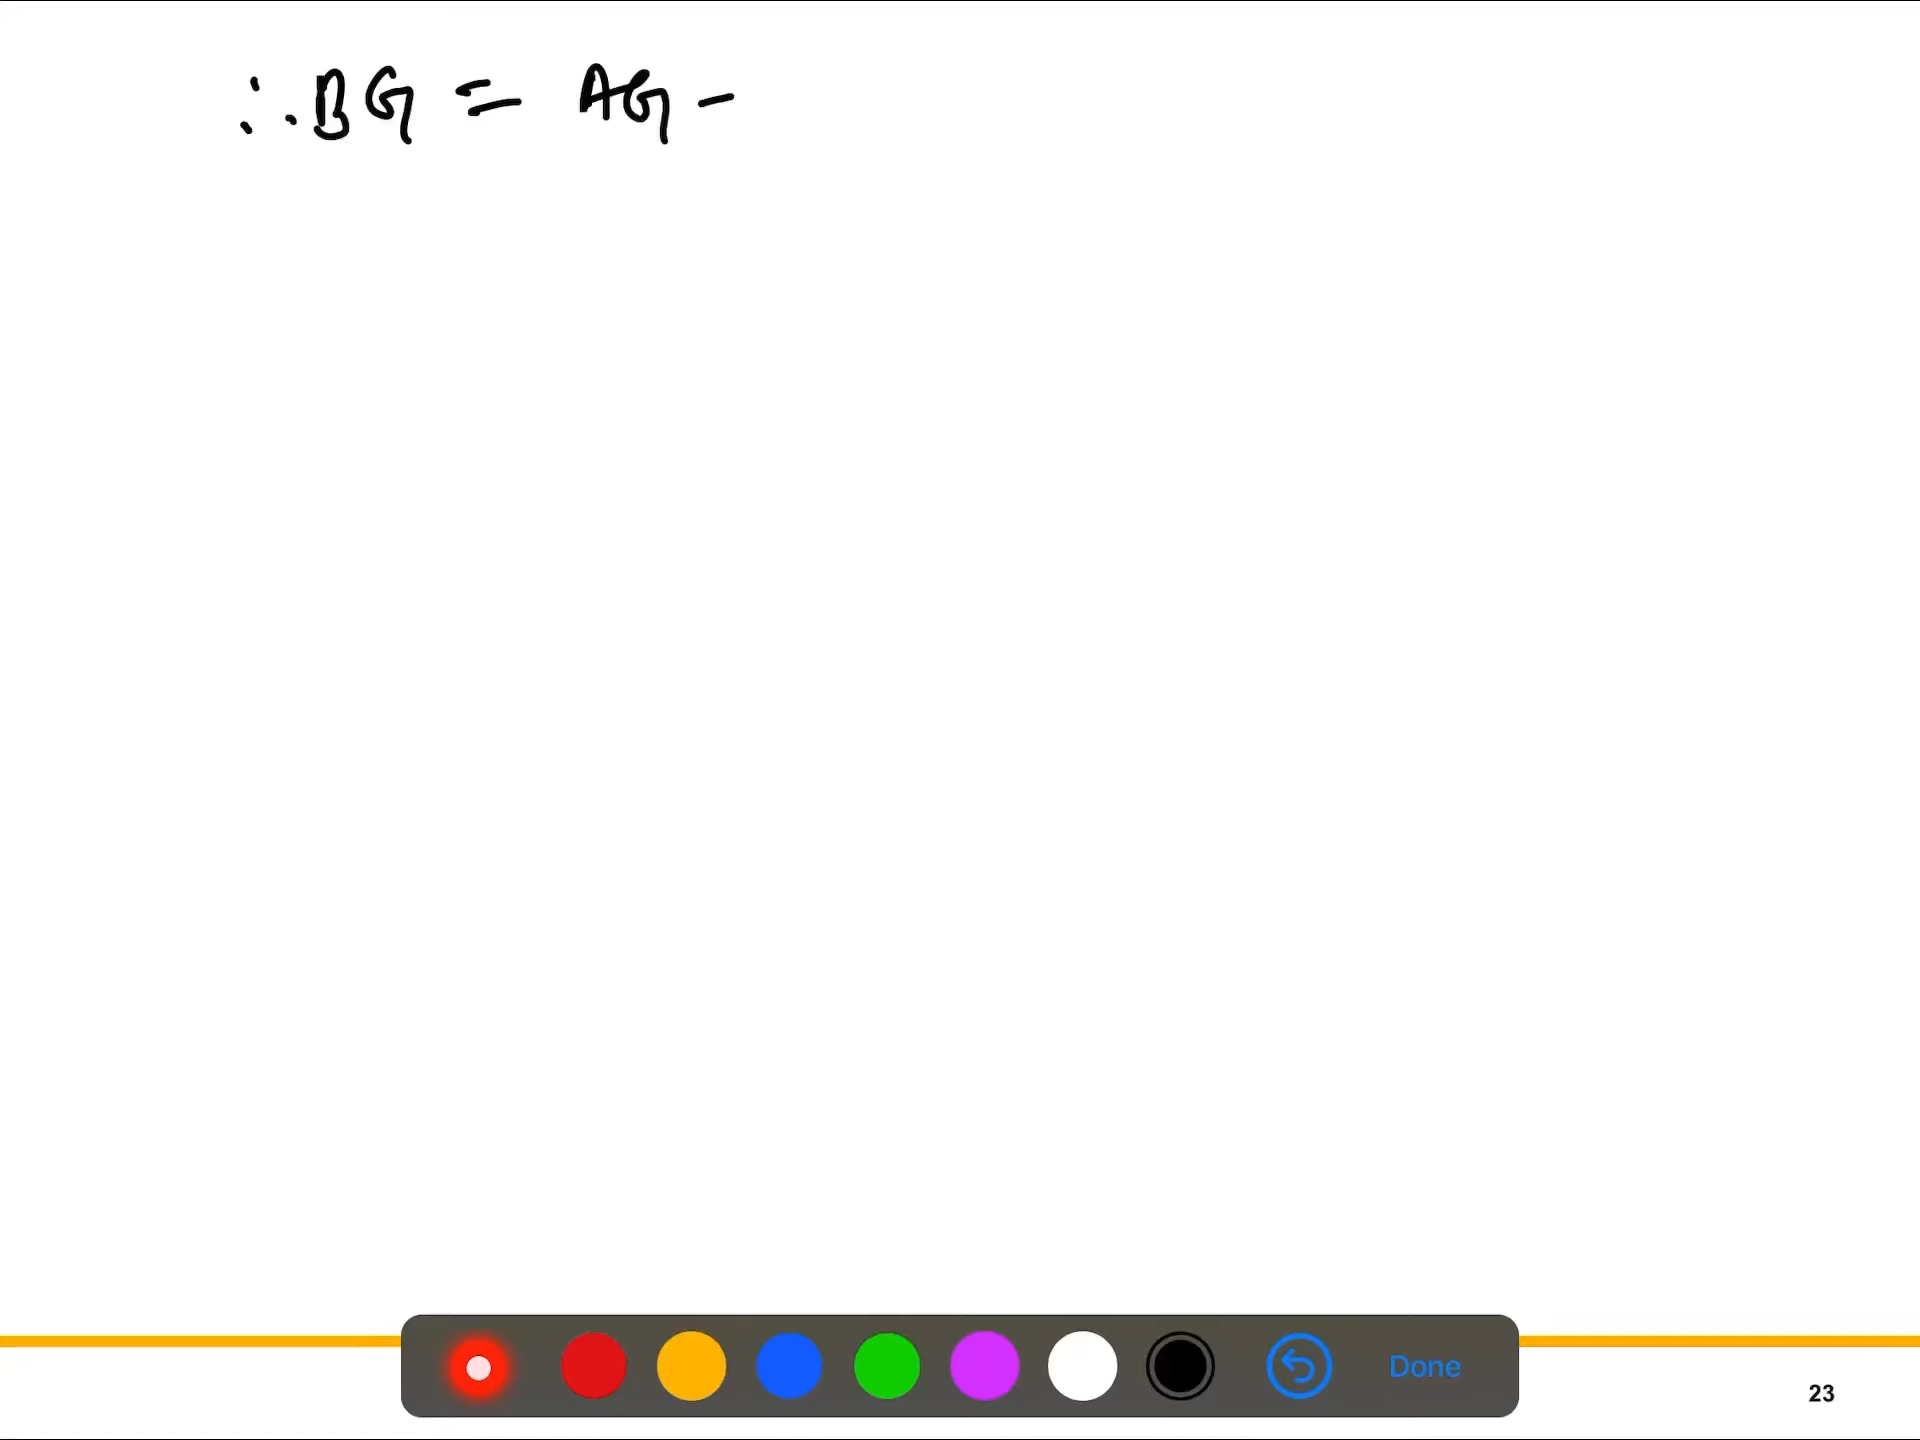 ∴ BG = AG -
Done
23